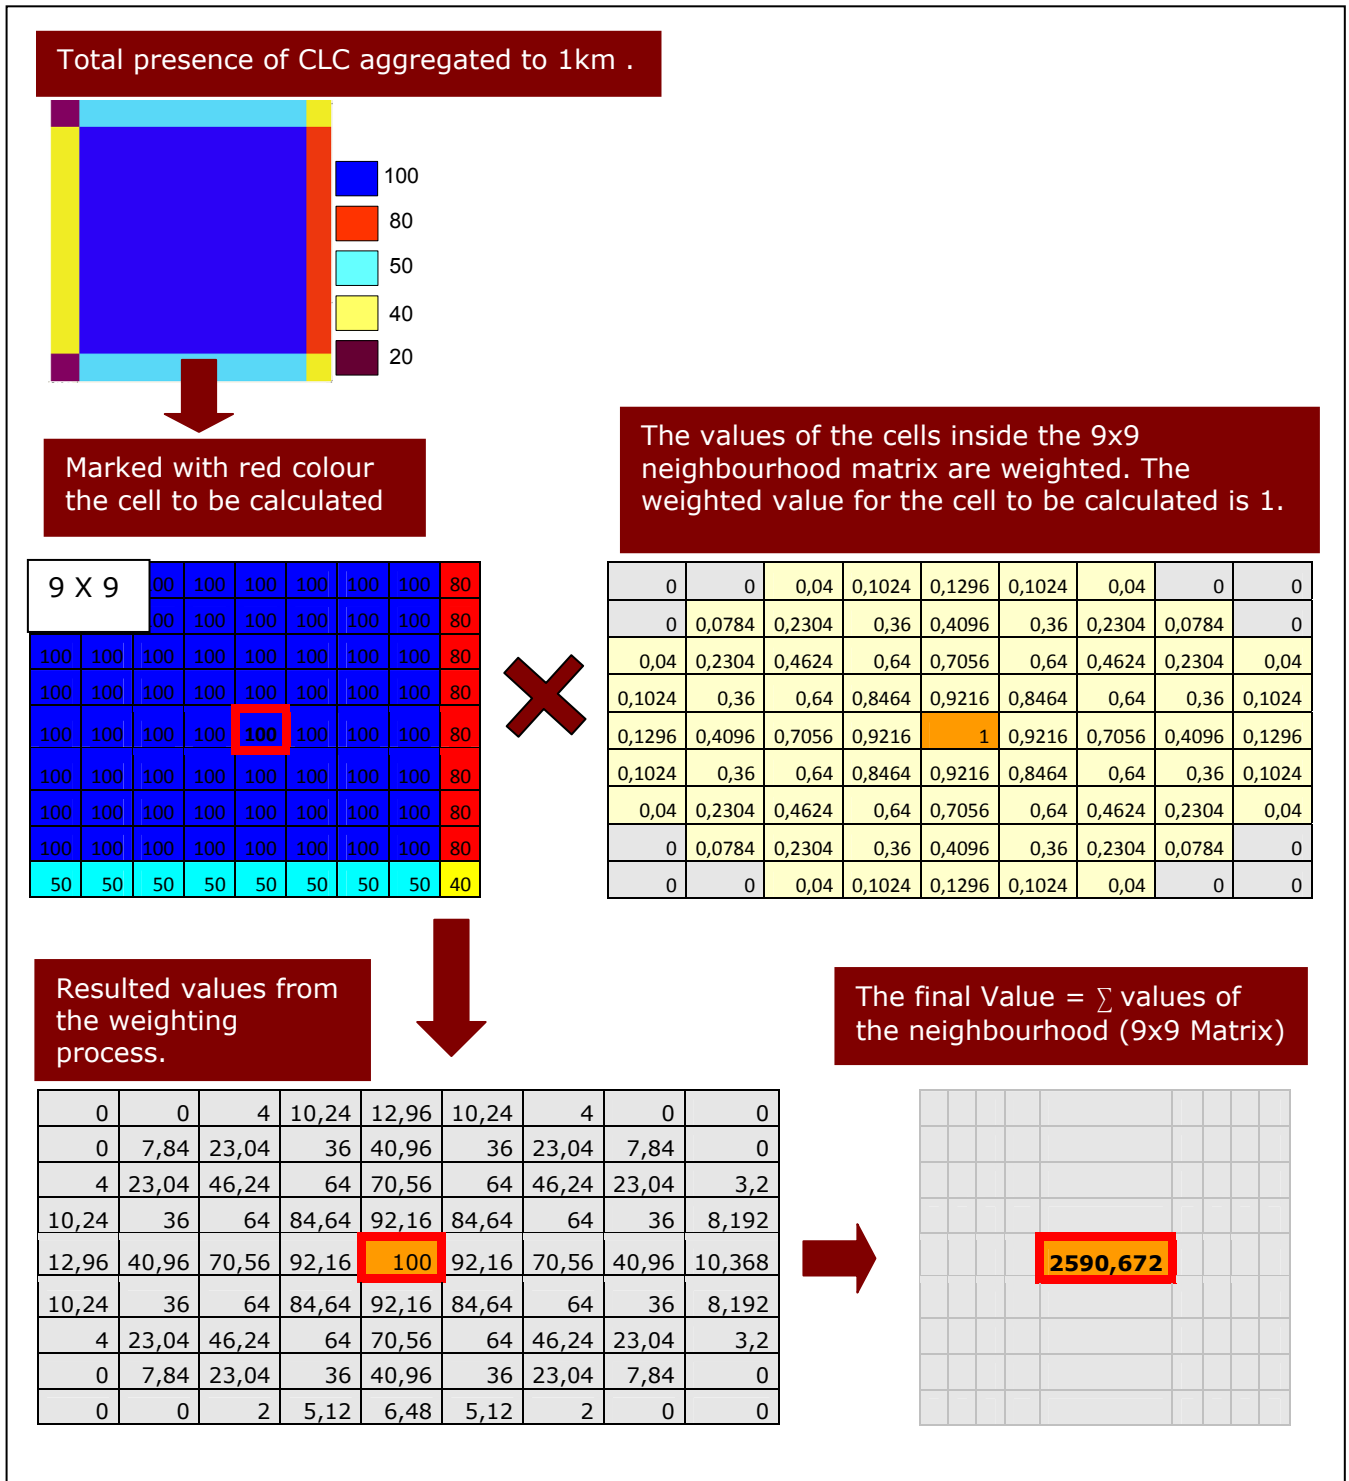 Total presence of CLC aggregated to 1km .
100
80
50
40
20
Marked with red colour
the cell to be calculated
The values of the cells inside the 9x9
neighbourhood matrix are weighted. The
weighted value for the cell to be calculated is 1.
9 X 9
00 100 100 100 100 100 80
00 100 100 100 100 100 80
100 100 100 100 100 100 100 100 80
100 100 100 100 100 100 100 100 80
100 100 100 100 100 100 100 100 80
100 100 100 100 100 100 100 100 80
100 100 100 100 100 100 100 100 80
100 100 100 100 100 100 100 100 80
50 50 50 50 50 50 50 50 40
0 0 0,04 0,1024 0,1296 0,1024 0,04 0 0
0 0,0784 0,2304 0,36 0,4096 0,36 0,2304 0,0784 0
0,04 0,2304 0,4624 0,64 0,7056 0,64 0,4624 0,2304 0,04
0,1024 0,36 0,64 0,8464 0,9216 0,8464 0,64 0,36 0,1024
0,1296 0,4096 0,7056 0,9216 1 0,9216 0,7056 0,4096 0,1296
0,1024 0,36 0,64 0,8464 0,9216 0,8464 0,64 0,36 0,1024
0,04 0,2304 0,4624 0,64 0,7056 0,64 0,4624 0,2304 0,04
0 0,0784 0,2304 0,36 0,4096 0,36 0,2304 0,0784 0
0 0 0,04 0,1024 0,1296 0,1024 0,04 0 0
Resulted values from
the weighting
process.
The final Value = ∑ values of
the neighbourhood (9x9 Matrix)
0 0 4 10,24 12,96 10,24 4 0 0
0 7,84 23,04 36 40,96 36 23,04 7,84 0
4 23,04 46,24 64 70,56 64 46,24 23,04 3,2
10,24 36 64 84,64 92,16 84,64 64 36 8,192
12,96 40,96 70,56 92,16 100 92,16 70,56 40,96 10,368
10,24 36 64 84,64 92,16 84,64 64 36 8,192
4 23,04 46,24 64 70,56 64 46,24 23,04 3,2
0 7,84 23,04 36 40,96 36 23,04 7,84 0
0 0 2 5,12 6,48 5,12 2 0 0
2590,672